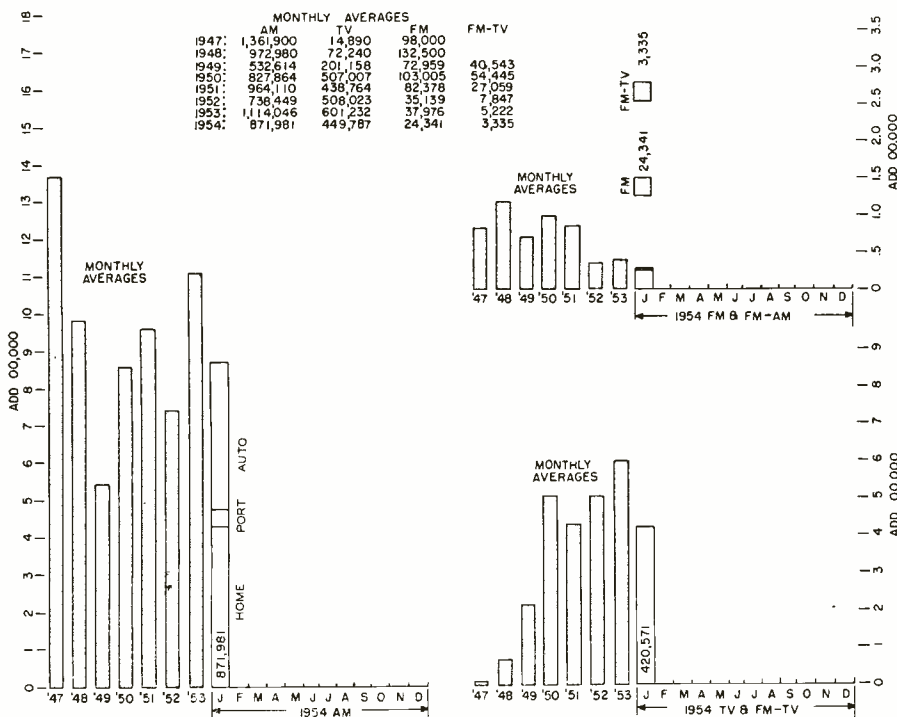 MONTHLY AVERAGES
AM TV FM FM-TV
1947: 1,361,900 14,890 98,000
1948: 972,980 72,240 132,500
1949: 532,614 201,158 72,959 40,543
1950: 827,864 507,007 103,005 54,445
1951: 964,110 438,764 82,378 27,059
1952: 738,449 508,023 35,139 7,847
1953: 1,114,046 601,232 37,976 5,222
1954: 871,981 449,787 24,341 3,335
18
17
16
15
14
13
12
11
10
9
8
7
6
5
4
3
2
1
0
ADD 00,000
MONTHLY
AVERAGES
HOME
PORT
AUTO
871,981
'47 '48 '49 '50 '51 '52 '53 J F M A M J J A S O N D
1954 AM
3.5
3.0
2.5
2.0
1.5
1.0
.5
0
ADD 00,000
FM-TV
3,335
FM
24,341
MONTHLY
AVERAGES
'47 '48 '49 '50 '51 '52 '53 J F M A M J J A S O N D
1954 FM & FM-AM
9
8
7
6
5
4
3
2
1
0
ADD 00,000
MONTHLY
AVERAGES
420,571
'47 '48 '49 '50 '51 '52 '53 J F M A M J J A S O N D
1954 TV & FM-TV